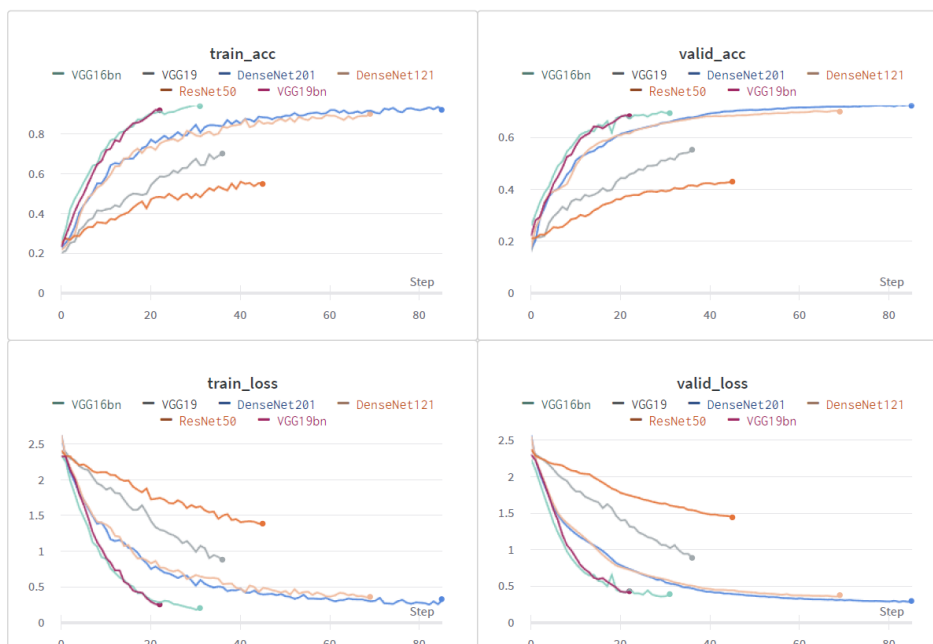 train_acc
VGG16bn VGG19 DenseNet201 DenseNet121
ResNet50 VGG19bn
0.8
0.6
0.4
0.2
0
Step
0 20 40 60 80
valid_acc
VGG16bn VGG19 DenseNet201 DenseNet121
ResNet50 VGG19bn
0.6
0.4
0.2
0
Step
0 20 40 60 80
train_loss
VGG16bn VGG19 DenseNet201 DenseNet121
ResNet50 VGG19bn
2.5
2
1.5
1
0.5
Step
0
0 20 40 60 80
valid_loss
VGG16bn VGG19 DenseNet201 DenseNet121
ResNet50 VGG19bn
2.5
2
1.5
1
0.5
Step
0
0 20 40 60 80